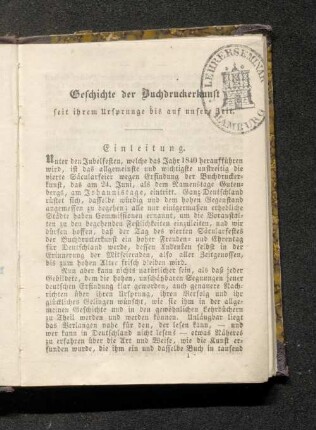 Geschichte der Buchdruckerkunst
seit ihrem Ursprunge bis auf unsere Zeit.
LEHRERSEMINAR
HAMBURG
Einleitung.
Unter den Jubelfesten, welche das Jahr 1840 heraufführen
wird, ist das allgemeinste und wichtigste unstreitig die
vierte Säcularfeier wegen Erfindung der Buchdrucker-
kunst, das am 24. Juni, als dem Namenstage Guten-
bergs, am Johannistage, eintritt. Ganz Deutschland
rüstet sich, dasselbe würdig und dem hohen Gegenstand
angemessen zu begehen; alle nur einigermaßen erhebliche
Städte haben Commissionen ernannt, um die Voranstal-
ten zu den begehenden Festlichkeiten einzuleiten, und wir
dürfen hoffen, daß der Tag des vierten Säcularfestes
der Buchdruckerkunst ein hoher Freuden- und Ehrentag
für Deutschland werde, dessen Andenken selbst in der
Erinnerung der Mitfeiernden, also aller Zeitgenossen,
bis zum hohen Alter frisch bleiben wird.
Nun aber kann nichts natürlicher sein, als daß jeder
Gebildete, dem die hohen, unschätzbaren Segnungen jener
deutschen Erfindung klar geworden, auch genauere Nach-
richten über ihren Ursprung, ihren Verfolg und ihr
glückliches Gelingen wünscht, wie sie ihm in der allge-
meinen Geschichte und in den gewöhnlichen Lehrbüchern
zu Theil werden und werden können. Unläugbar liegt
das Verlangen nahe für den, der lesen kann, — und
wer kann in Deutschland nicht lesen! — etwas Näheres
zu erfahren über die Art und Weise, wie die Kunst er-
funden wurde, die ihm ein und dasselbe Buch in tausend